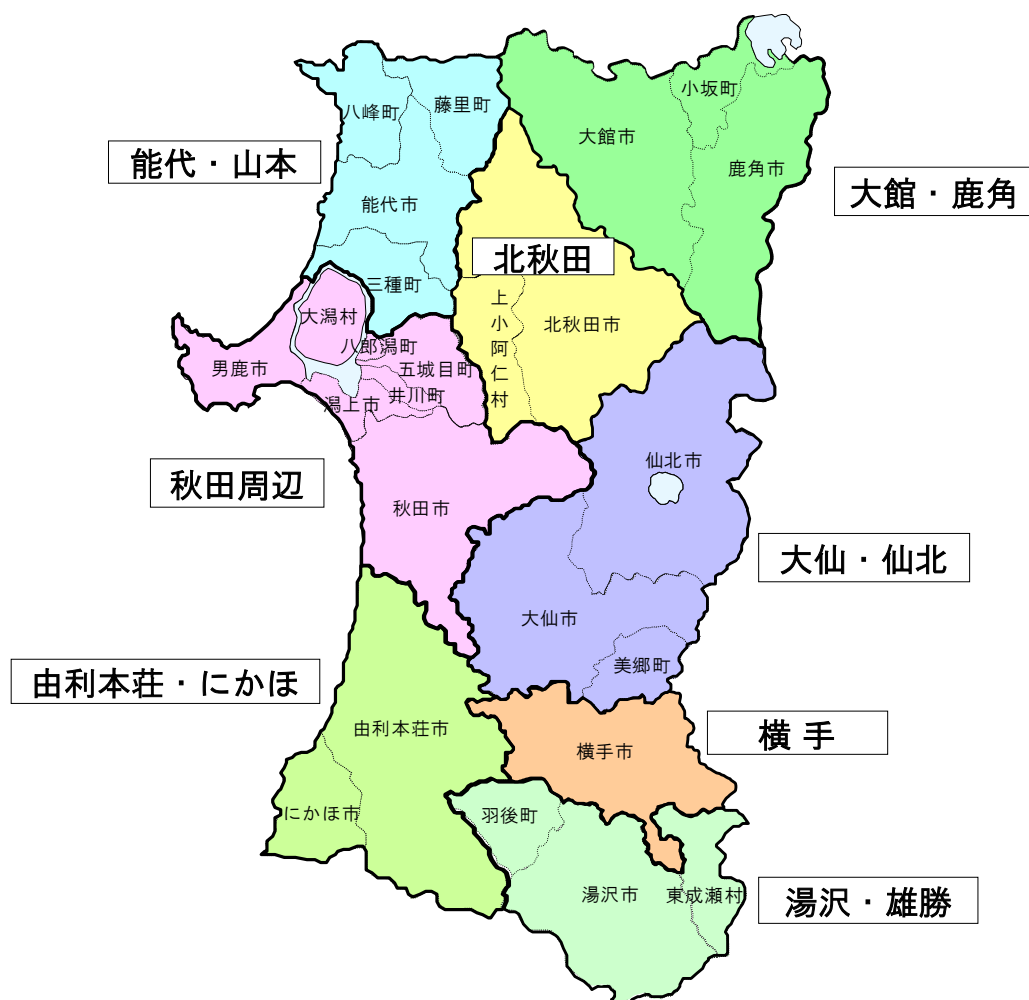 小坂町
藤里町
八峰町
大館市
能代・山本
鹿角市
大館・鹿角
能代市
北秋田
三種町
上小阿仁村
大潟村
北秋田市
八郎潟町
男鹿市
五城目町
井川町
潟上市
仙北市
秋田周辺
秋田市
大仙・仙北
大仙市
美郷町
由利本荘・にかほ
由利本荘市
横 手
横手市
にかほ市
羽後町
湯沢市
東成瀬村
湯沢・雄勝